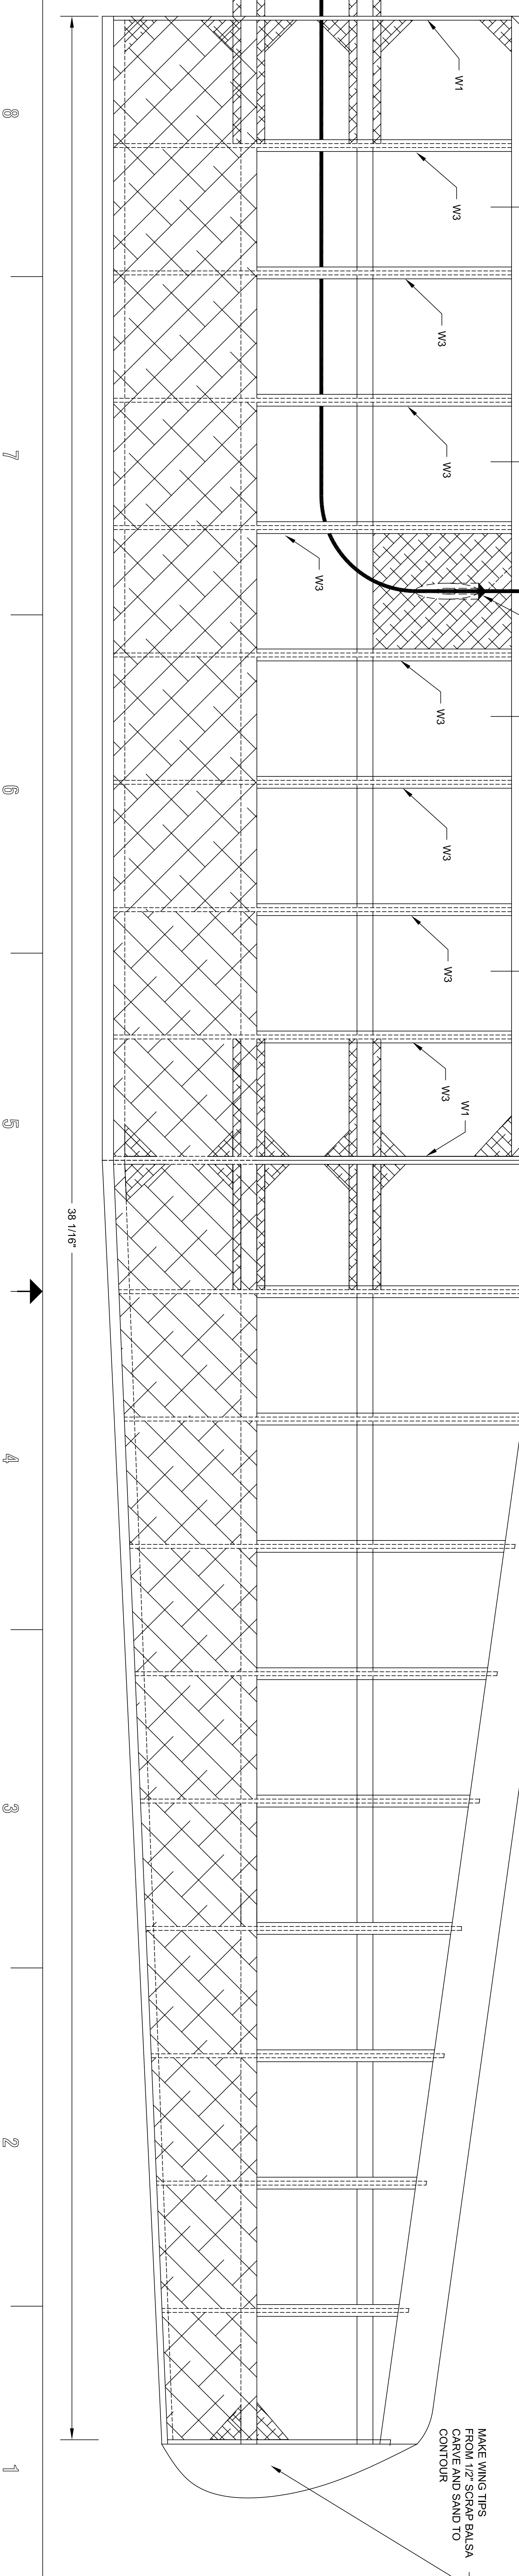 8
7
6
5
4
3
2
1
W1
W3
W3
W3
W3
W3
W3
W3
W3
W1
38 1/16"
MAKE WING TIPS
FROM 1/2" SCRAP BALSA
CARVE AND SAND TO
CONTOUR